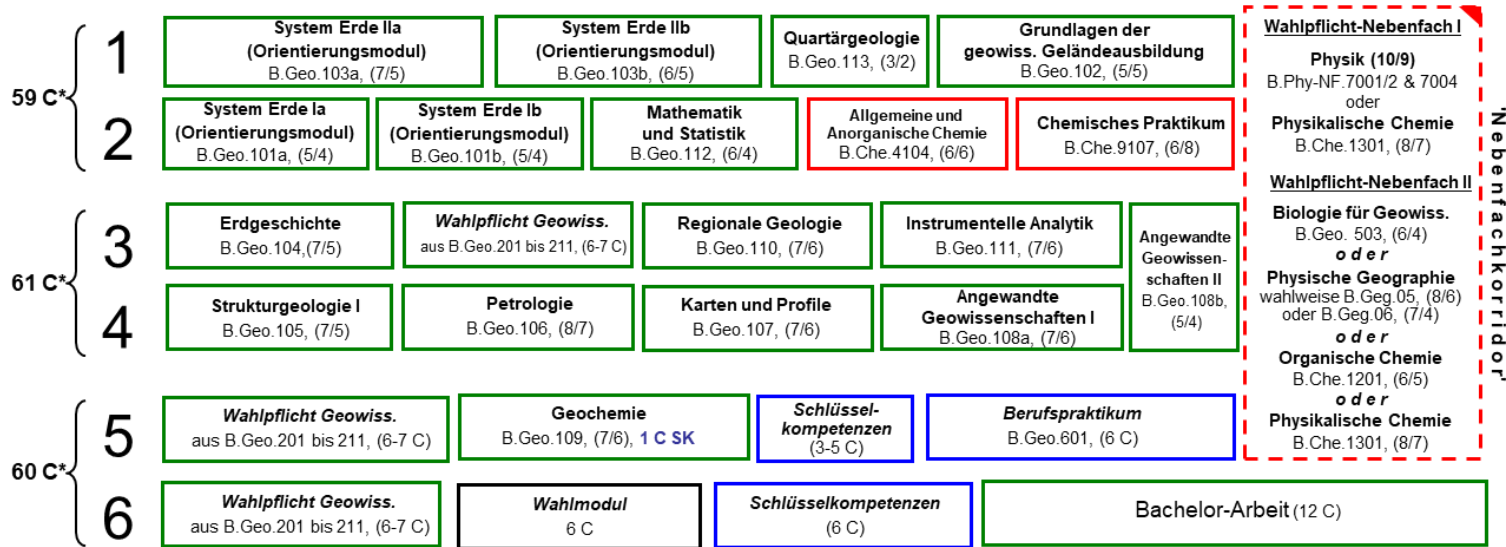 59 C*
1
System Erde IIa
(Orientierungsmodul)
B.Geo.103a, (7/5)
System Erde IIb
(Orientierungsmodul)
B.Geo.103b, (6/5)
Quartärgeologie
B.Geo.113, (3/2)
Grundlagen der
geowiss. Geländeausbildung
B.Geo.102, (5/5)
2
System Erde Ia
(Orientierungsmodul)
B.Geo.101a, (5/4)
System Erde Ib
(Orientierungsmodul)
B.Geo.101b, (5/4)
Mathematik
und Statistik
B.Geo.112, (6/4)
Allgemeine und
Anorganische Chemie
B.Che.4104, (6/6)
Chemisches Praktikum
B.Che.9107, (6/8)
61 C*
3
Erdgeschichte
B.Geo.104,(7/5)
Wahlpflicht Geowiss.
aus B.Geo.201 bis 211, (6-7 C)
Regionale Geologie
B.Geo.110, (7/6)
Instrumentelle Analytik
B.Geo.111, (7/6)
Angewandte
Geowissen-
schaften II
B.Geo.108b,
(5/4)
4
Strukturgeologie I
B.Geo.105, (7/5)
Petrologie
B.Geo.106, (8/7)
Karten und Profile
B.Geo.107, (7/6)
Angewandte
Geowissenschaften I
B.Geo.108a, (7/6)
60 C*
5
Wahlpflicht Geowiss.
aus B.Geo.201 bis 211, (6-7 C)
Geochemie
B.Geo.109, (7/6), 1 C SK
Schlüssel-
kompetenzen
(3-5 C)
Berufspraktikum
B.Geo.601, (6 C)
6
Wahlpflicht Geowiss.
aus B.Geo.201 bis 211, (6-7 C)
Wahlmodul
6 C
Schlüsselkompetenzen
(6 C)
Bachelor-Arbeit (12 C)
Wahlpflicht-Nebenfach I
Physik (10/9)
B.Phy-NF.7001/2 & 7004
oder
Physikalische Chemie
B.Che.1301, (8/7)
Wahlpflicht-Nebenfach II
Biologie für Geowiss.
B.Geo. 503, (6/4)
oder
Physische Geographie
wahlweise B.Geg.05, (8/6)
oder B.Geg.06, (7/4)
oder
Organische Chemie
B.Che.1201, (6/5)
oder
Physikalische Chemie
B.Che.1301, (8/7)
'Nebenfachkorridor'